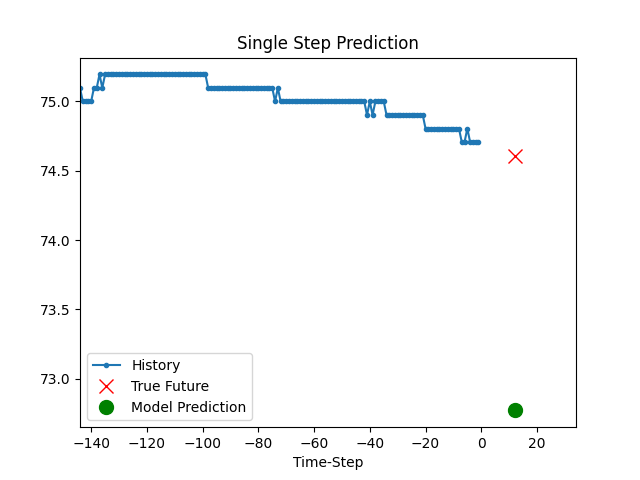 Single Step Prediction
75.0
74.5
74.0
73.5
73.0
History
True Future
Model Prediction
−140 −120 −100 −80 −60 −40 −20 0 20
Time-Step